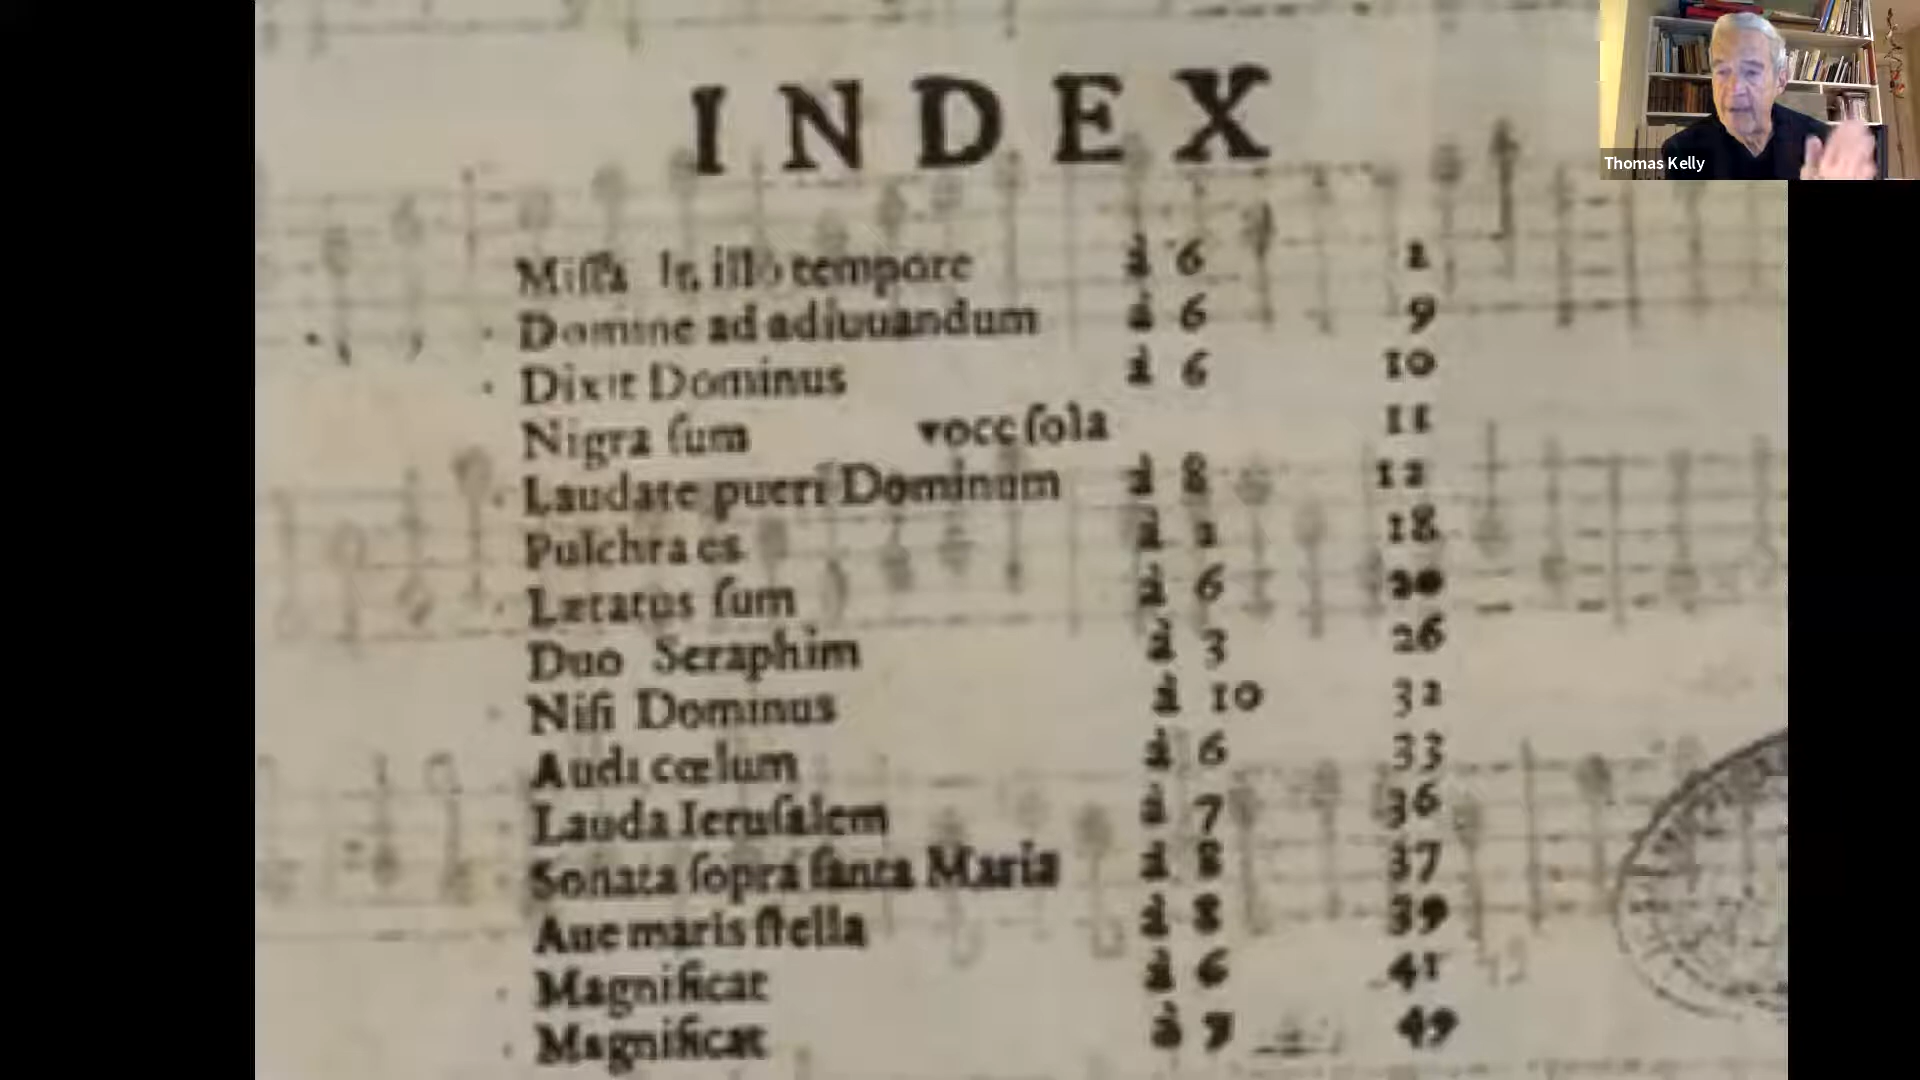 INDEX
Missa In illo tempore à 6 2
Domine ad adiuuandum à 6 9
Dixit Dominus à 6 10
Nigra ſum voce ſola 11
Laudate pueri Dominum à 8 12
Pulchra es à 2 18
Lætatus ſum à 6 20
Duo Seraphim à 3 26
Niſi Dominus à 10 32
Audi cœlum à 6 33
Lauda Ieruſalem à 7 36
Sonata ſopra ſanta Maria à 8 37
Aue maris ſtella à 8 39
Magnificat à 6 41
Magnificat à 7 49
Thomas Kelly